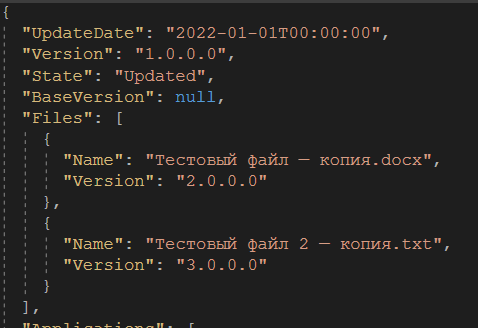 {
"UpdateDate": "2022-01-01T00:00:00",
"Version": "1.0.0.0",
"State": "Updated",
"BaseVersion": null,
"Files": [
{
"Name": "Тестовый файл — копия.docx",
"Version": "2.0.0.0"
},
{
"Name": "Тестовый файл 2 — копия.txt",
"Version": "3.0.0.0"
}
],
"Applications": [